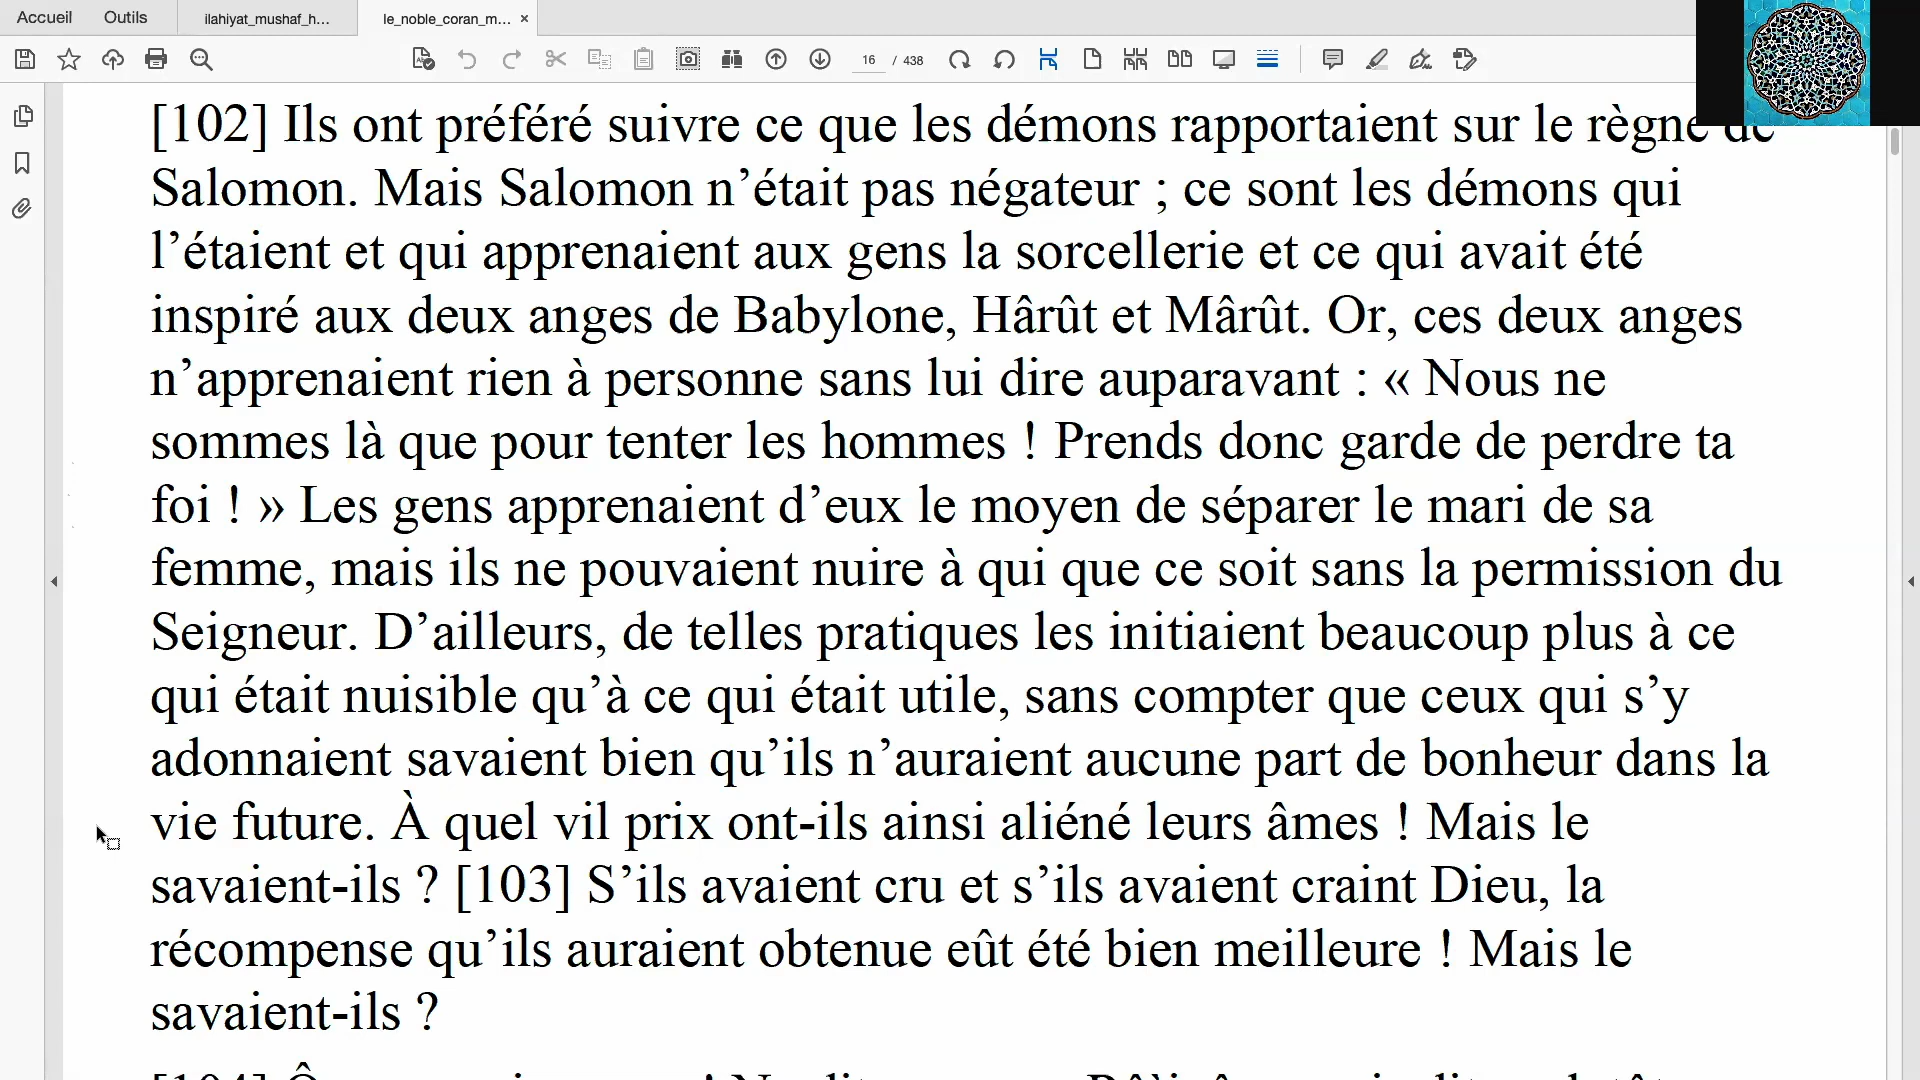 Accueil Outils ilahiyat_mushaf_h... le_noble_coran_m... ×
16 / 438
[102] Ils ont préféré suivre ce que les démons rapportaient sur le règne de
Salomon. Mais Salomon n’était pas négateur ; ce sont les démons qui
l’étaient et qui apprenaient aux gens la sorcellerie et ce qui avait été
inspiré aux deux anges de Babylone, Hârût et Mârût. Or, ces deux anges
n’apprenaient rien à personne sans lui dire auparavant : « Nous ne
sommes là que pour tenter les hommes ! Prends donc garde de perdre ta
foi ! » Les gens apprenaient d’eux le moyen de séparer le mari de sa
femme, mais ils ne pouvaient nuire à qui que ce soit sans la permission du
Seigneur. D’ailleurs, de telles pratiques les initiaient beaucoup plus à ce
qui était nuisible qu’à ce qui était utile, sans compter que ceux qui s’y
adonnaient savaient bien qu’ils n’auraient aucune part de bonheur dans la
vie future. À quel vil prix ont-ils ainsi aliéné leurs âmes ! Mais le
savaient-ils ? [103] S’ils avaient cru et s’ils avaient craint Dieu, la
récompense qu’ils auraient obtenue eût été bien meilleure ! Mais le
savaient-ils ?